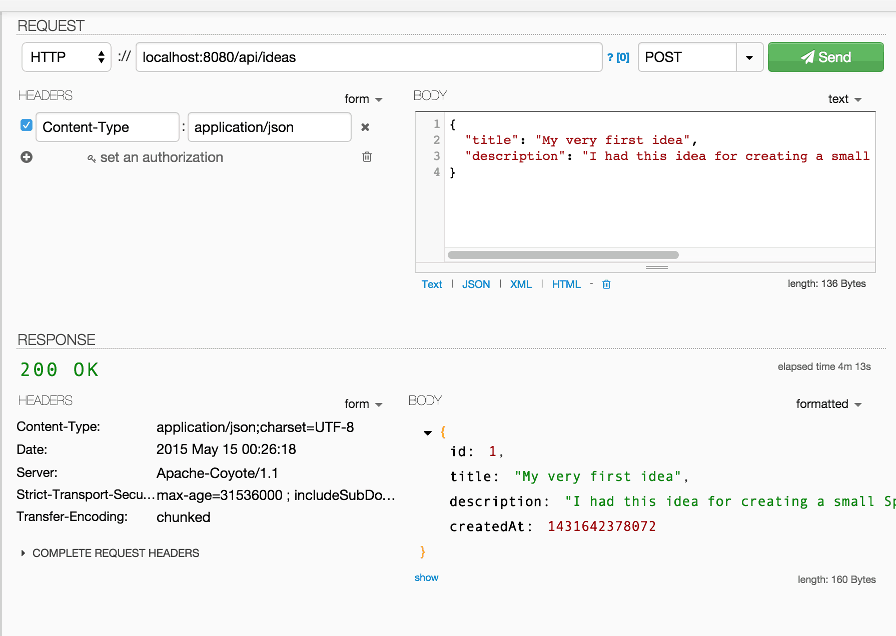 REQUEST
HTTP :// localhost:8080/api/ideas ? [0] POST Send
HEADERS form
Content-Type : application/json
set an authorization
BODY text
1 {
2 "title": "My very first idea",
3 "description": "I had this idea for creating a small
4 }
Text | JSON | XML | HTML - length: 136 Bytes
RESPONSE
200 OK elapsed time 4m 13s
HEADERS form
Content-Type: application/json;charset=UTF-8
Date: 2015 May 15 00:26:18
Server: Apache-Coyote/1.1
Strict-Transport-Secu... max-age=31536000 ; includeSubDo...
Transfer-Encoding: chunked
COMPLETE REQUEST HEADERS
BODY formatted
{
id: 1,
title: "My very first idea",
description: "I had this idea for creating a small Sp
createdAt: 1431642378072
}
show length: 160 Bytes